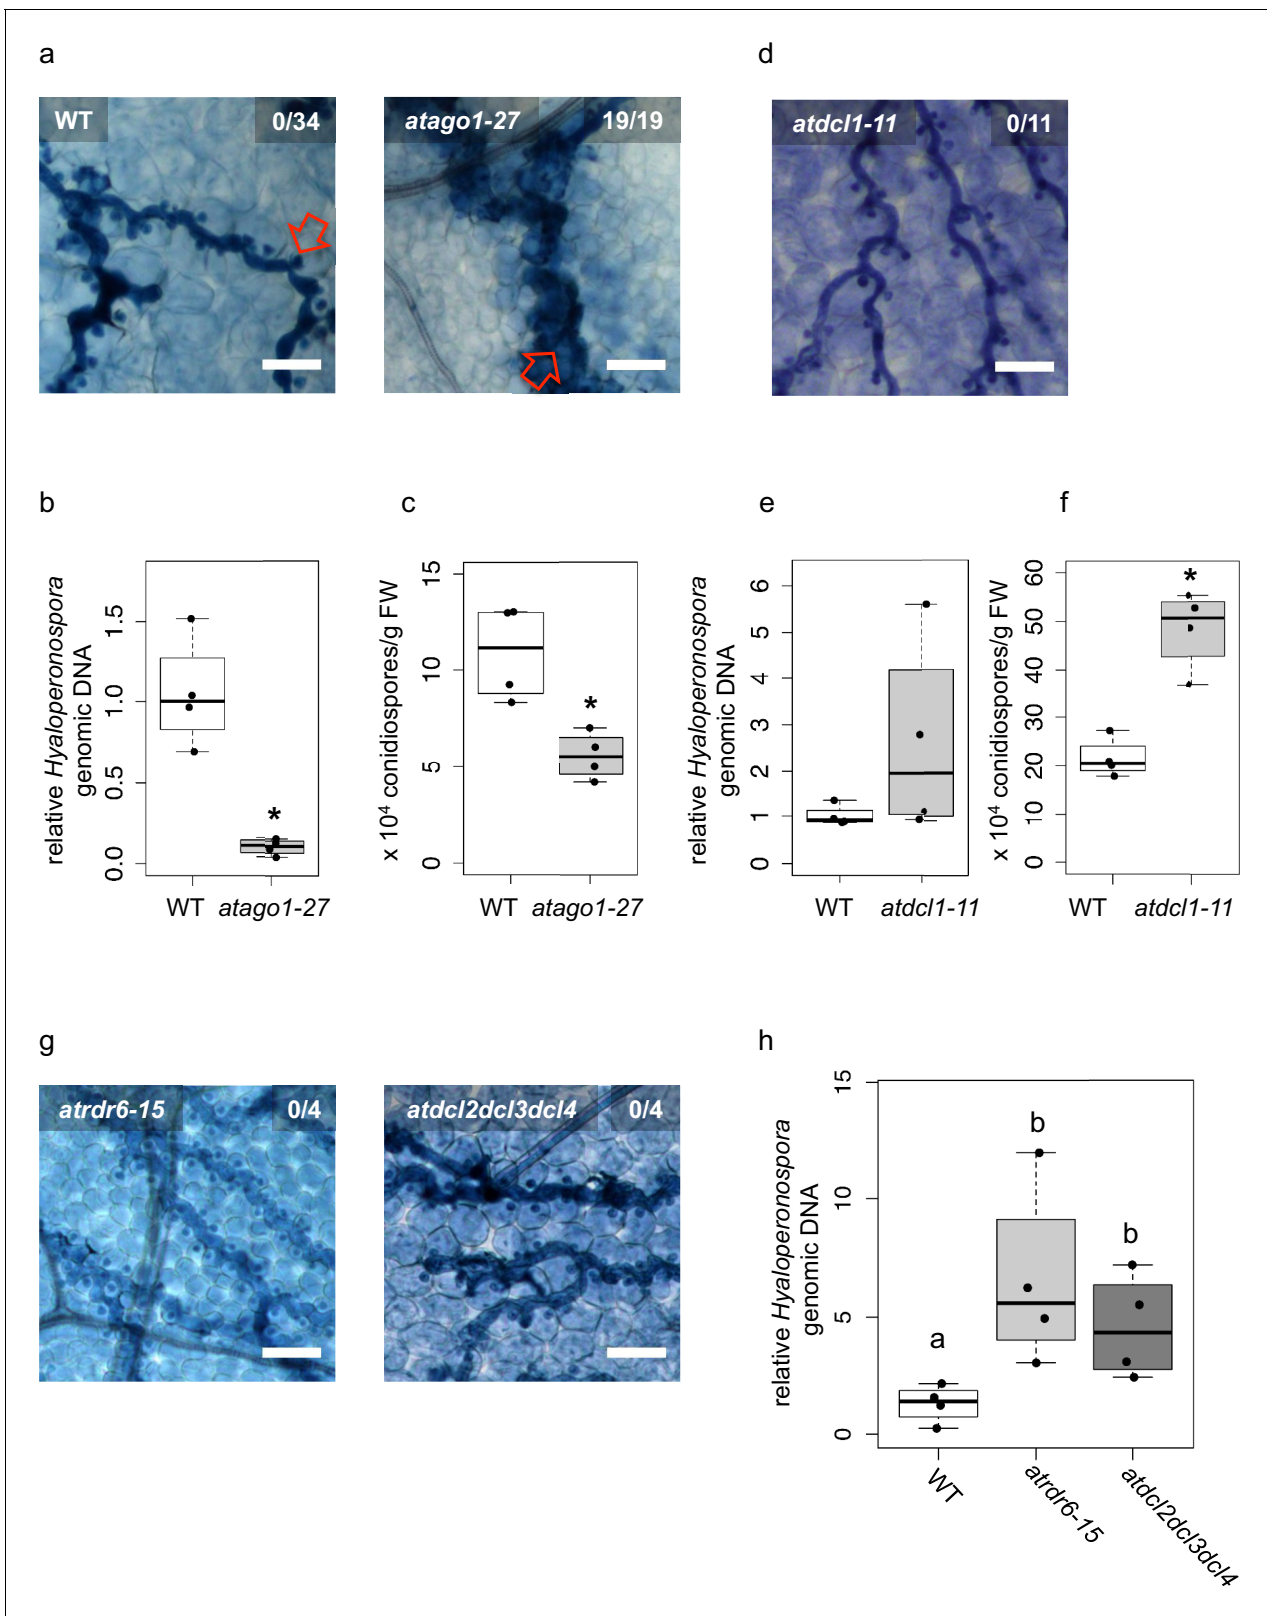 a
WT 0/34
atago1-27 19/19
d
atdcl1-11 0/11
b
relative Hyaloperonospora
genomic DNA
0.0 0.5 1.0 1.5
*
WT atago1-27
c
x 10⁴ conidiospores/g FW
0 5 10 15
*
WT atago1-27
e
relative Hyaloperonospora
genomic DNA
0 1 2 3 4 5 6
WT atdcl1-11
f
x 10⁴ conidiospores/g FW
0 10 20 30 40 50 60
*
WT atdcl1-11
g
atrdr6-15 0/4
atdcl2dcl3dcl4 0/4
h
relative Hyaloperonospora
genomic DNA
0 5 10 15
a
b
b
WT
atrdr6-15
atdcl2dcl3dcl4